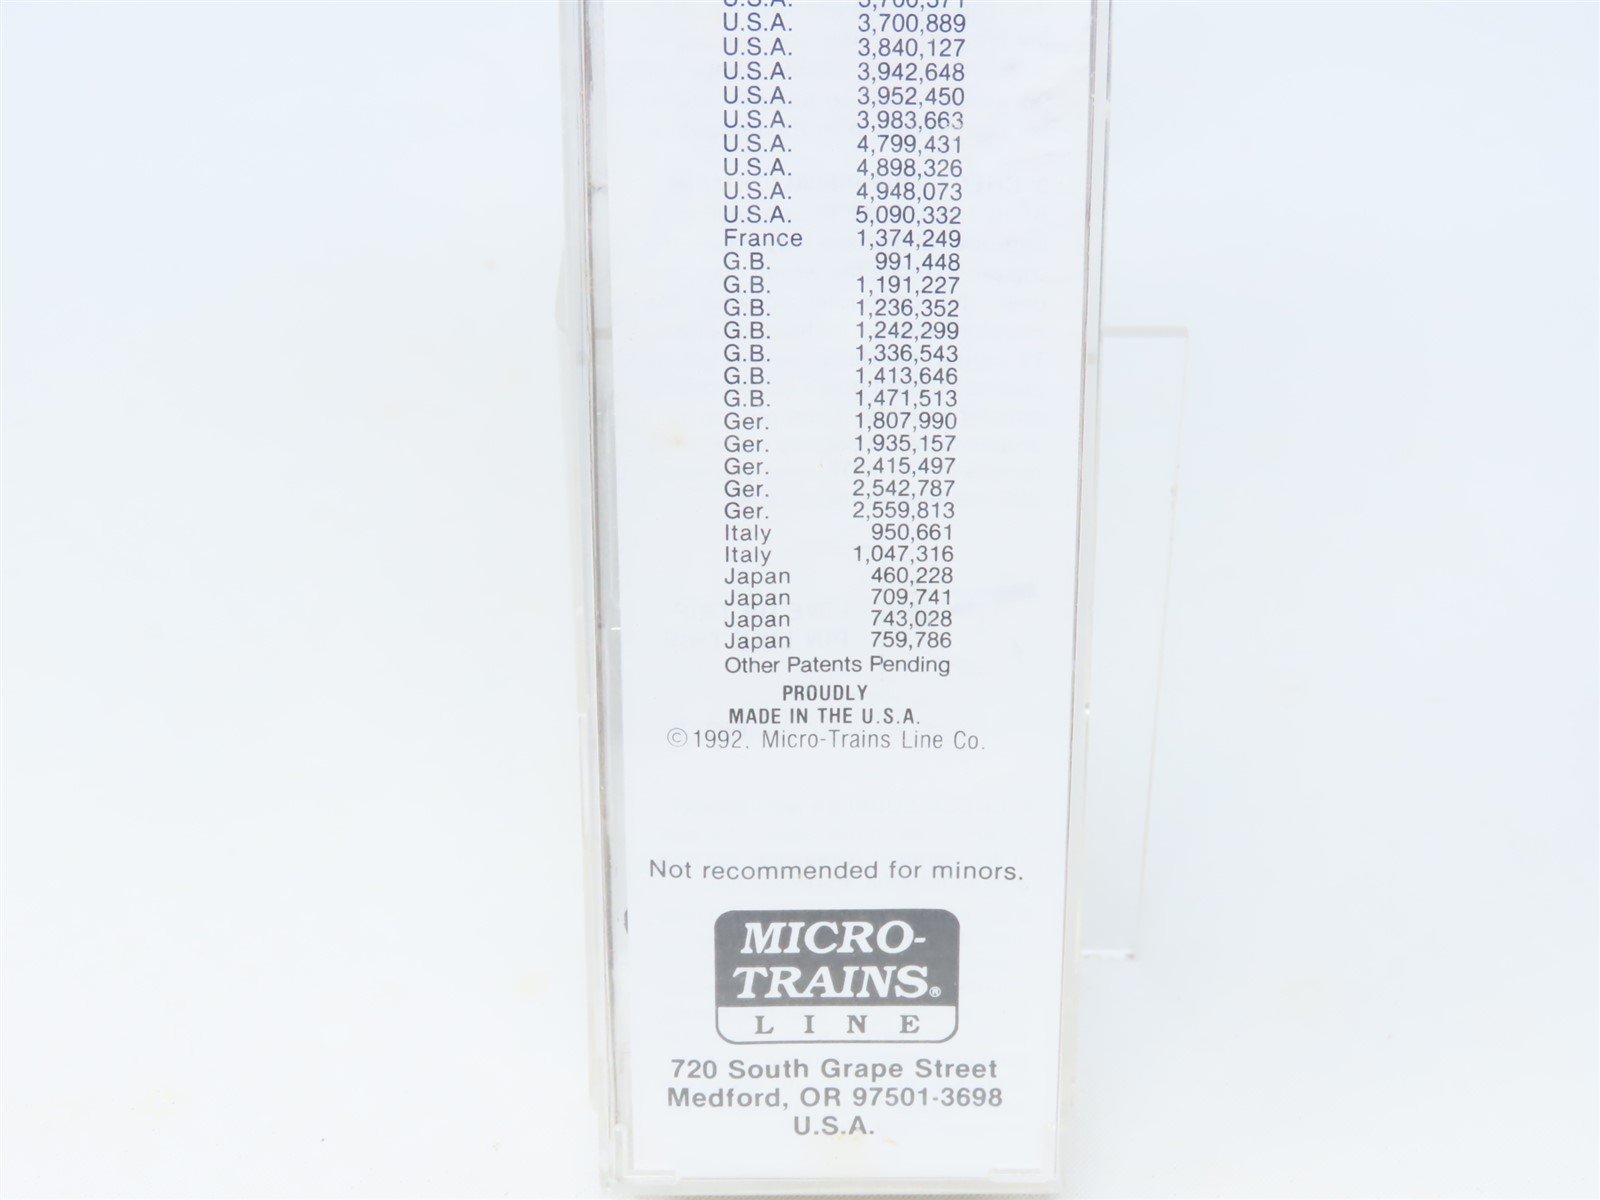 U.S.A. 3,700,371
U.S.A. 3,700,889
U.S.A. 3,840,127
U.S.A. 3,942,648
U.S.A. 3,952,450
U.S.A. 3,983,663
U.S.A. 4,799,431
U.S.A. 4,898,326
U.S.A. 4,948,073
U.S.A. 5,090,332
France 1,374,249
G.B. 991,448
G.B. 1,191,227
G.B. 1,236,352
G.B. 1,242,299
G.B. 1,336,543
G.B. 1,413,646
G.B. 1,471,513
Ger. 1,807,990
Ger. 1,935,157
Ger. 2,415,497
Ger. 2,542,787
Ger. 2,559,813
Italy 950,661
Italy 1,047,316
Japan 460,228
Japan 709,741
Japan 743,028
Japan 759,786
Other Patents Pending
PROUDLY
MADE IN THE U.S.A.
©1992. Micro-Trains Line Co.
Not recommended for minors.
MICRO-
TRAINS®
LINE
720 South Grape Street
Medford, OR 97501-3698
U.S.A.